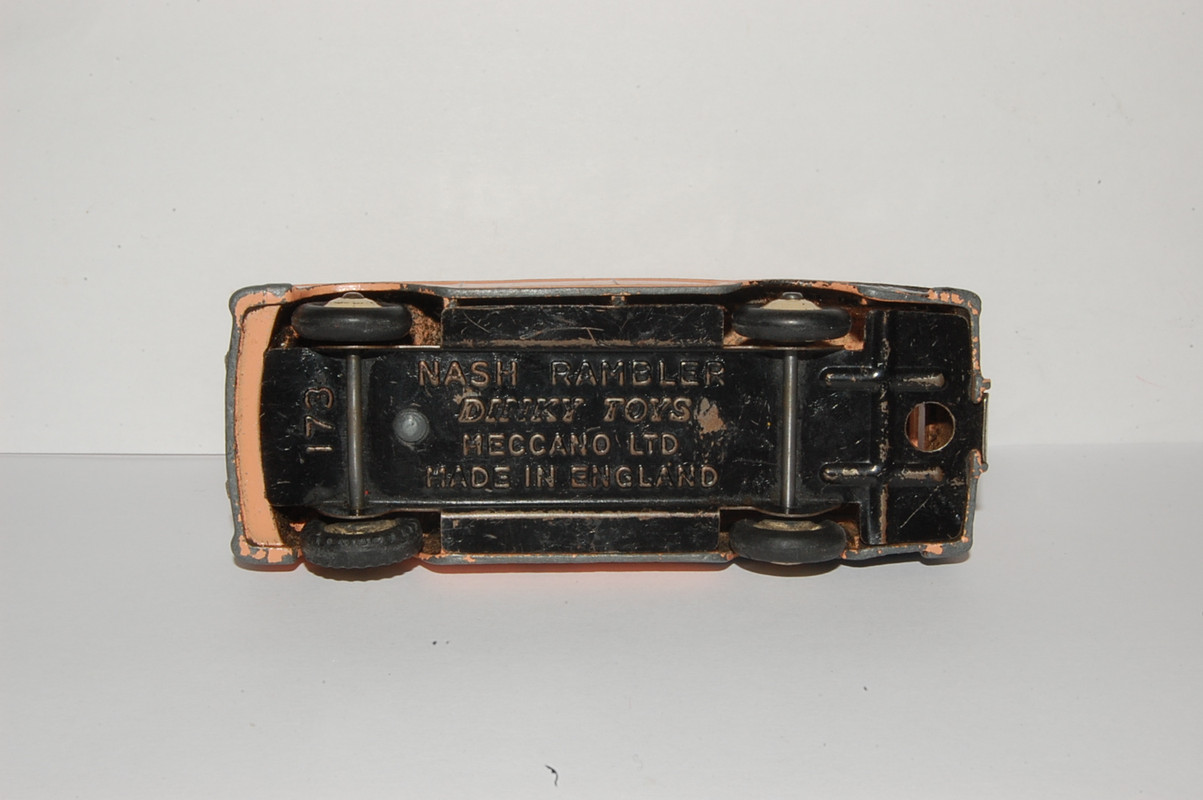 NASH RAMBLER
DINKY TOYS
MECCANO LTD
MADE IN ENGLAND
173